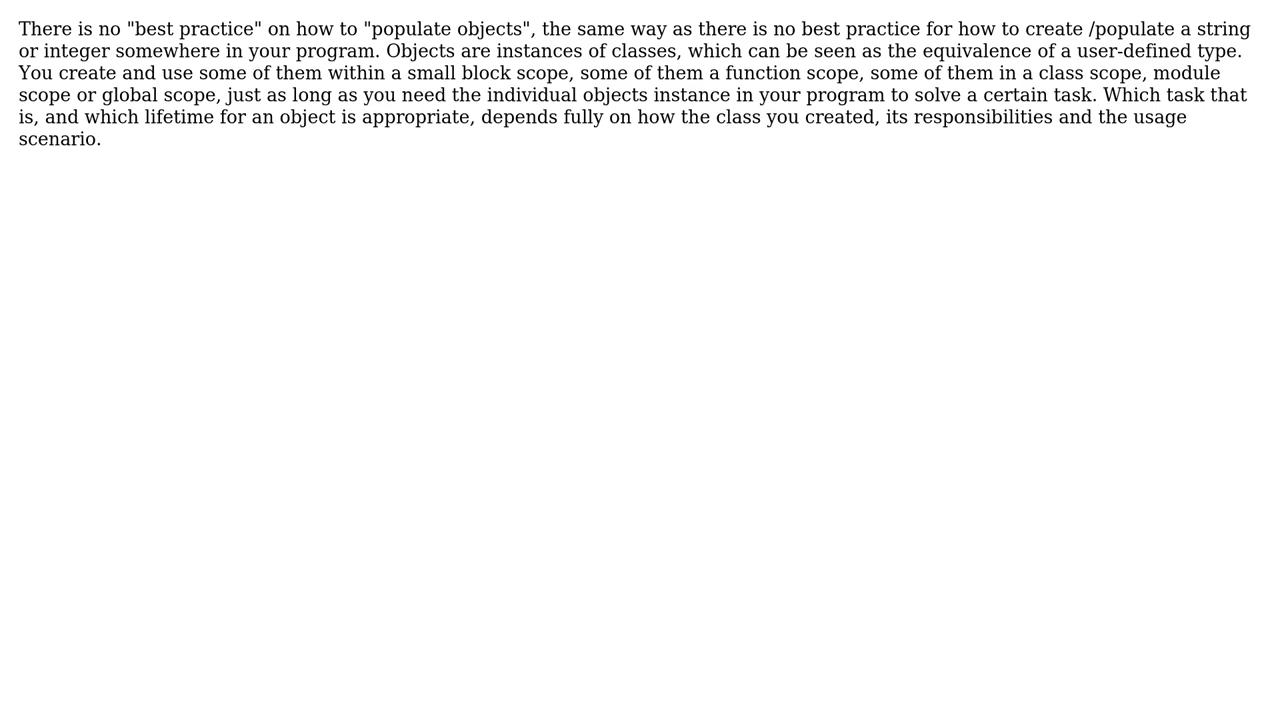 There is no "best practice" on how to "populate objects", the same way as there is no best practice for how to create /populate a string
or integer somewhere in your program. Objects are instances of classes, which can be seen as the equivalence of a user-defined type.
You create and use some of them within a small block scope, some of them a function scope, some of them in a class scope, module
scope or global scope, just as long as you need the individual objects instance in your program to solve a certain task. Which task that
is, and which lifetime for an object is appropriate, depends fully on how the class you created, its responsibilities and the usage
scenario.